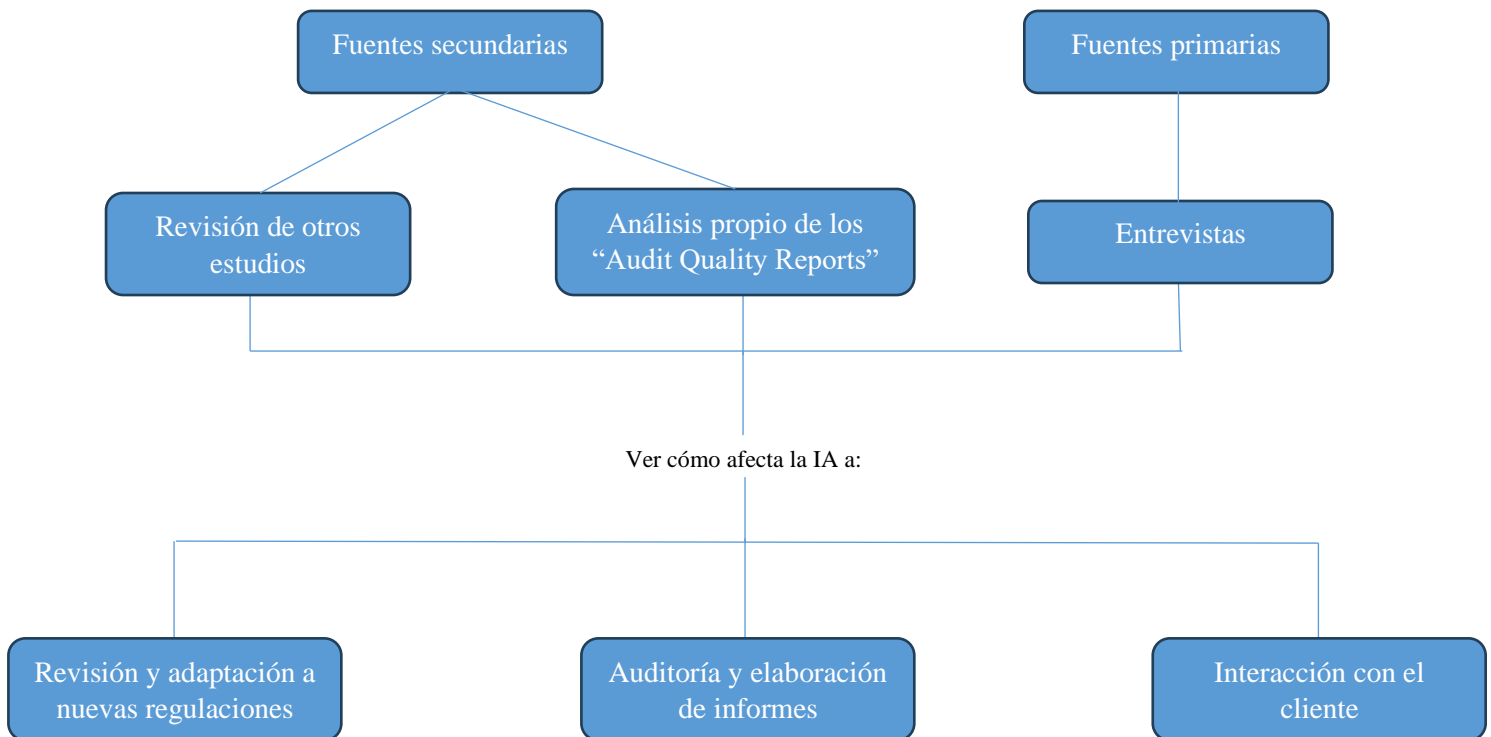 Fuentes secundarias
Fuentes primarias
Revisión de otros
estudios
Análisis propio de los
“Audit Quality Reports”
Entrevistas
Ver cómo afecta la IA a:
Revisión y adaptación a
nuevas regulaciones
Auditoría y elaboración
de informes
Interacción con el
cliente